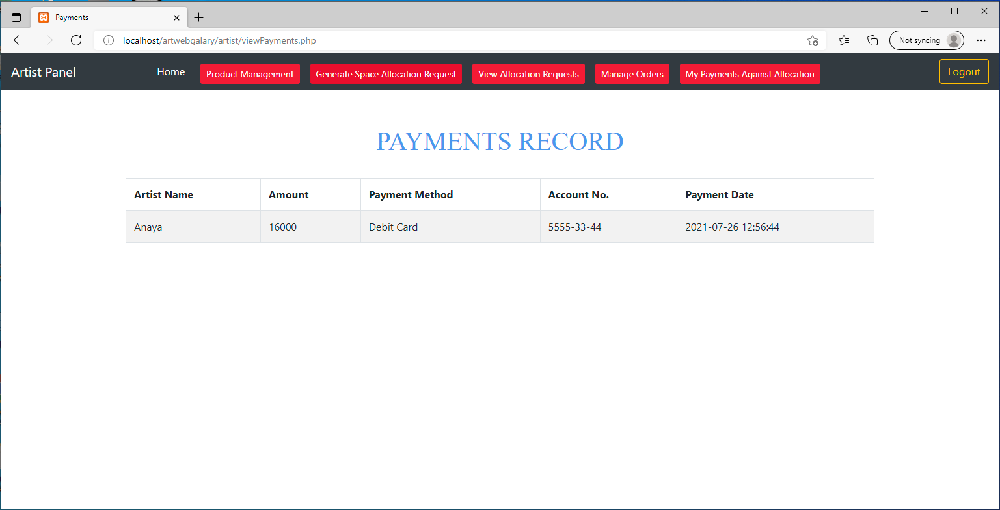 Payments
localhost/artwebgalary/artist/viewPayments.php
Not syncing
Artist Panel Home Product Management Generate Space Allocation Request View Allocation Requests Manage Orders My Payments Against Allocation Logout
PAYMENTS RECORD
Artist Name Amount Payment Method Account No. Payment Date
Anaya 16000 Debit Card 5555-33-44 2021-07-26 12:56:44